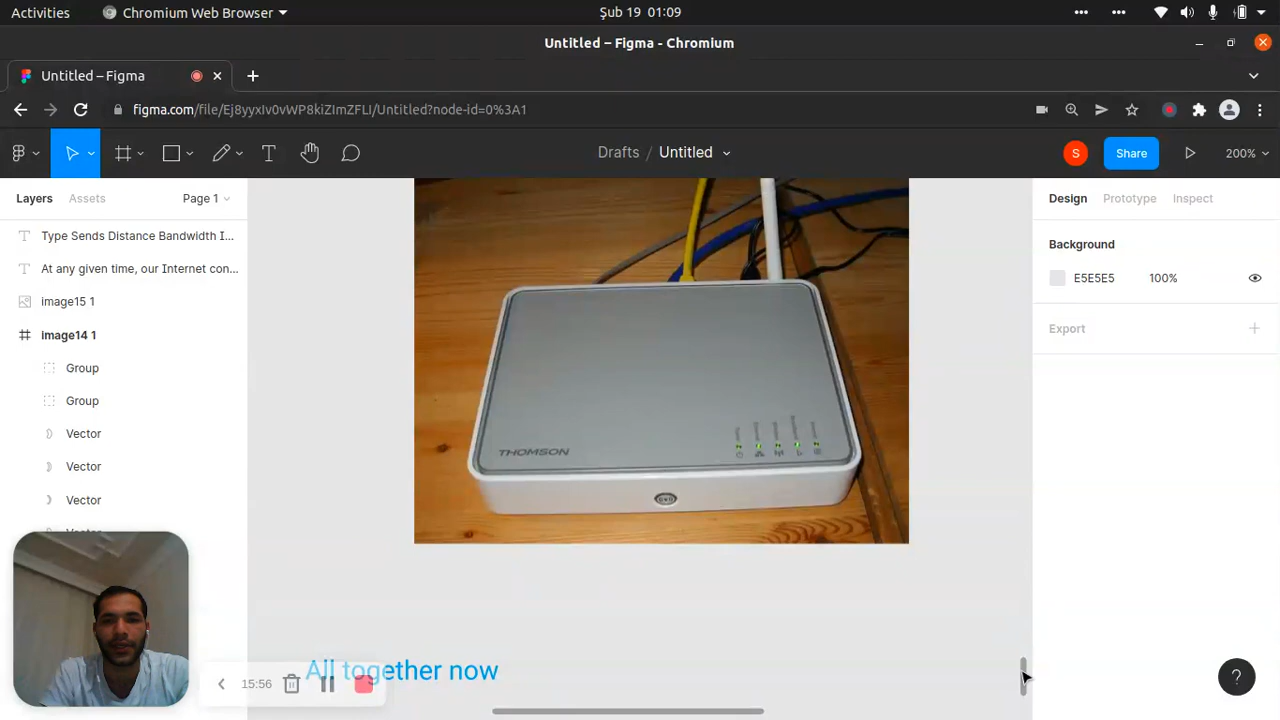 Activities
Chromium Web Browser
Şub 19 01:09
Untitled – Figma - Chromium
Untitled – Figma
figma.com/file/Ej8yyxIv0vWP8kiZImZFLI/Untitled?node-id=0%3A1
Drafts / Untitled
S
Share
200%
Layers
Assets
Page 1
Design
Prototype
Inspect
Type Sends Distance Bandwidth I...
At any given time, our Internet con...
image15 1
image14 1
Group
Group
Vector
Vector
Vector
Background
E5E5E5
100%
Export
THOMSON
All together now
15:56
?